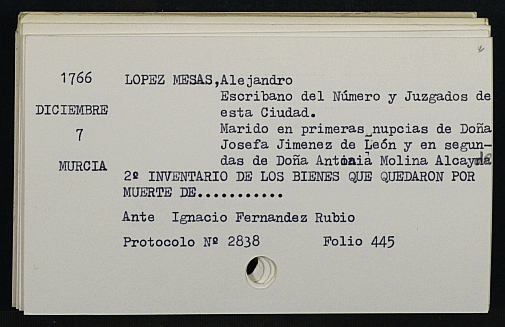 1766 LOPEZ MESAS,Alejandro
Escribano del Número y Juzgados de
DICIEMBRE esta Ciudad.
7 Marido en primeras nupcias de Doña
Josefa Jimenez de León y en segun-
MURCIA das de Doña Antonia Molina Alcayde
2º INVENTARIO DE LOS BIENES QUE QUEDARON POR
MUERTE DE...........
Ante Ignacio Fernandez Rubio
Protocolo Nº 2838 Folio 445